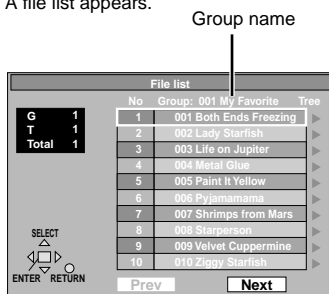 A file list appears.
Group name
File list
No Group: 001 My Favorite Tree
G 1
T 1
Total 1
1 001 Both Ends Freezing
2 002 Lady Starfish
3 003 Life on Jupiter
4 004 Metal Glue
5 005 Paint It Yellow
6 006 Pyjamamama
7 007 Shrimps from Mars
8 008 Starperson
9 009 Velvet Cuppermine
10 010 Ziggy Starfish
SELECT
ENTER RETURN
Prev Next